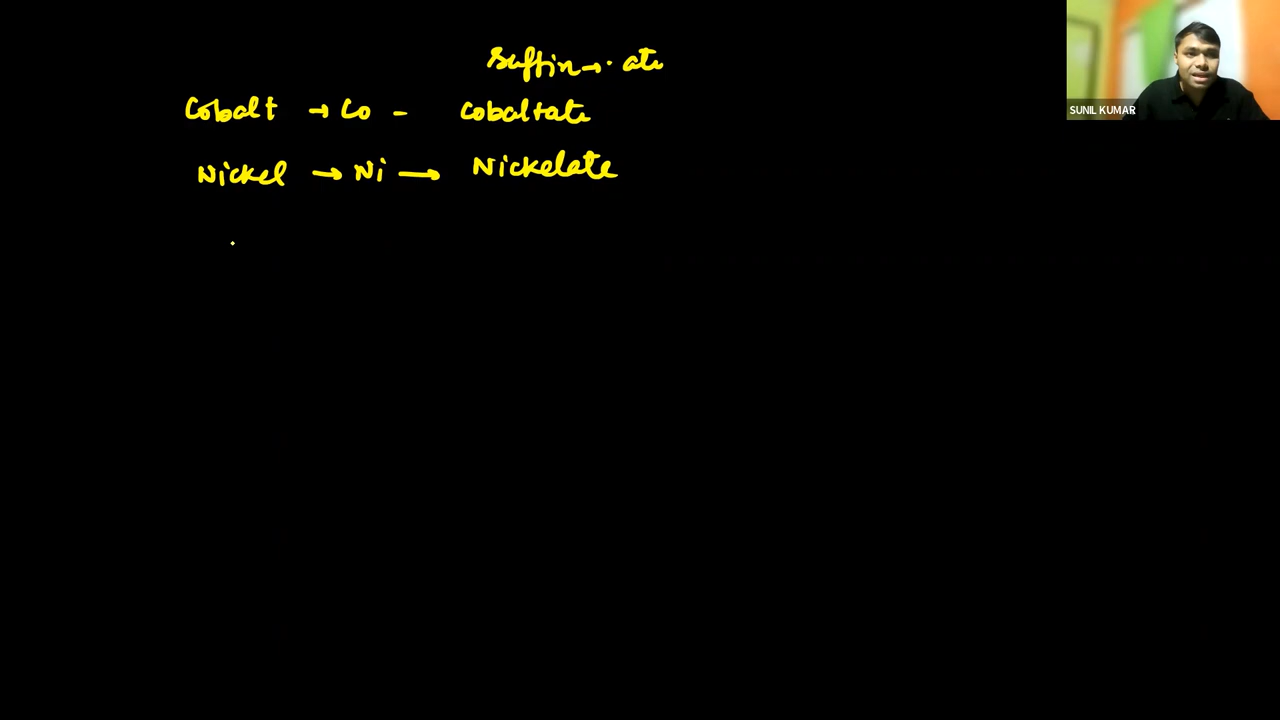 Suffix → ate
SUNIL KUMAR
Cobalt → Co - Cobaltate
Nickel → Ni → Nickelate